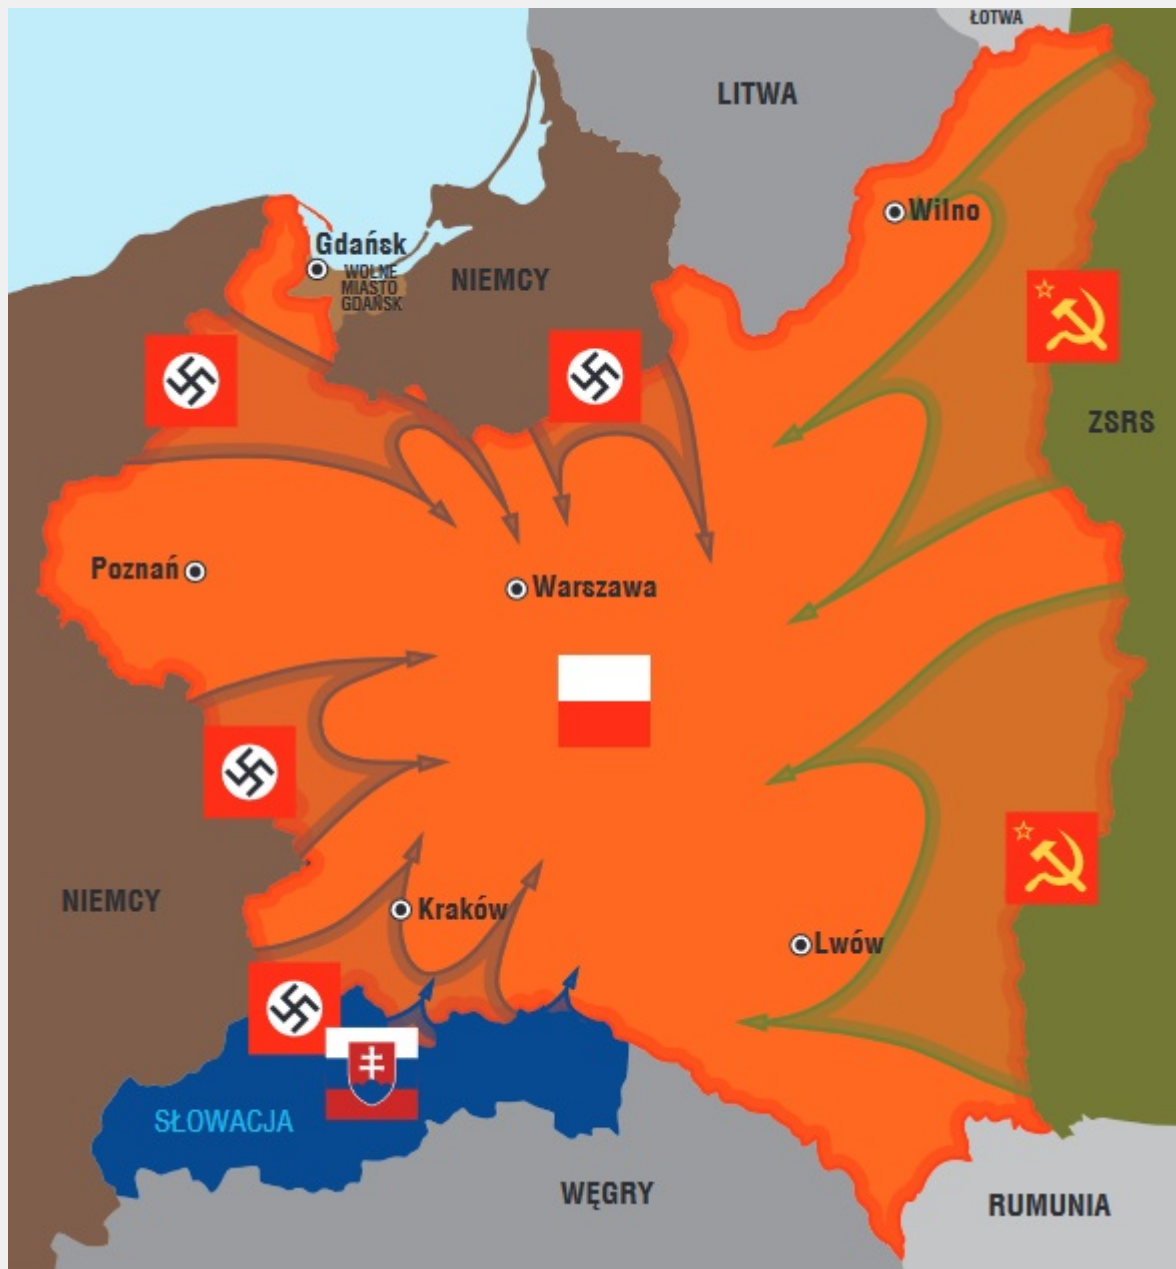 ŁOTWA
LITWA
Wilno
Gdańsk
WOLNE
MIASTO
GDAŃSK
NIEMCY
ZSRS
Poznań
Warszawa
NIEMCY
Kraków
Lwów
SŁOWACJA
WĘGRY
RUMUNIA